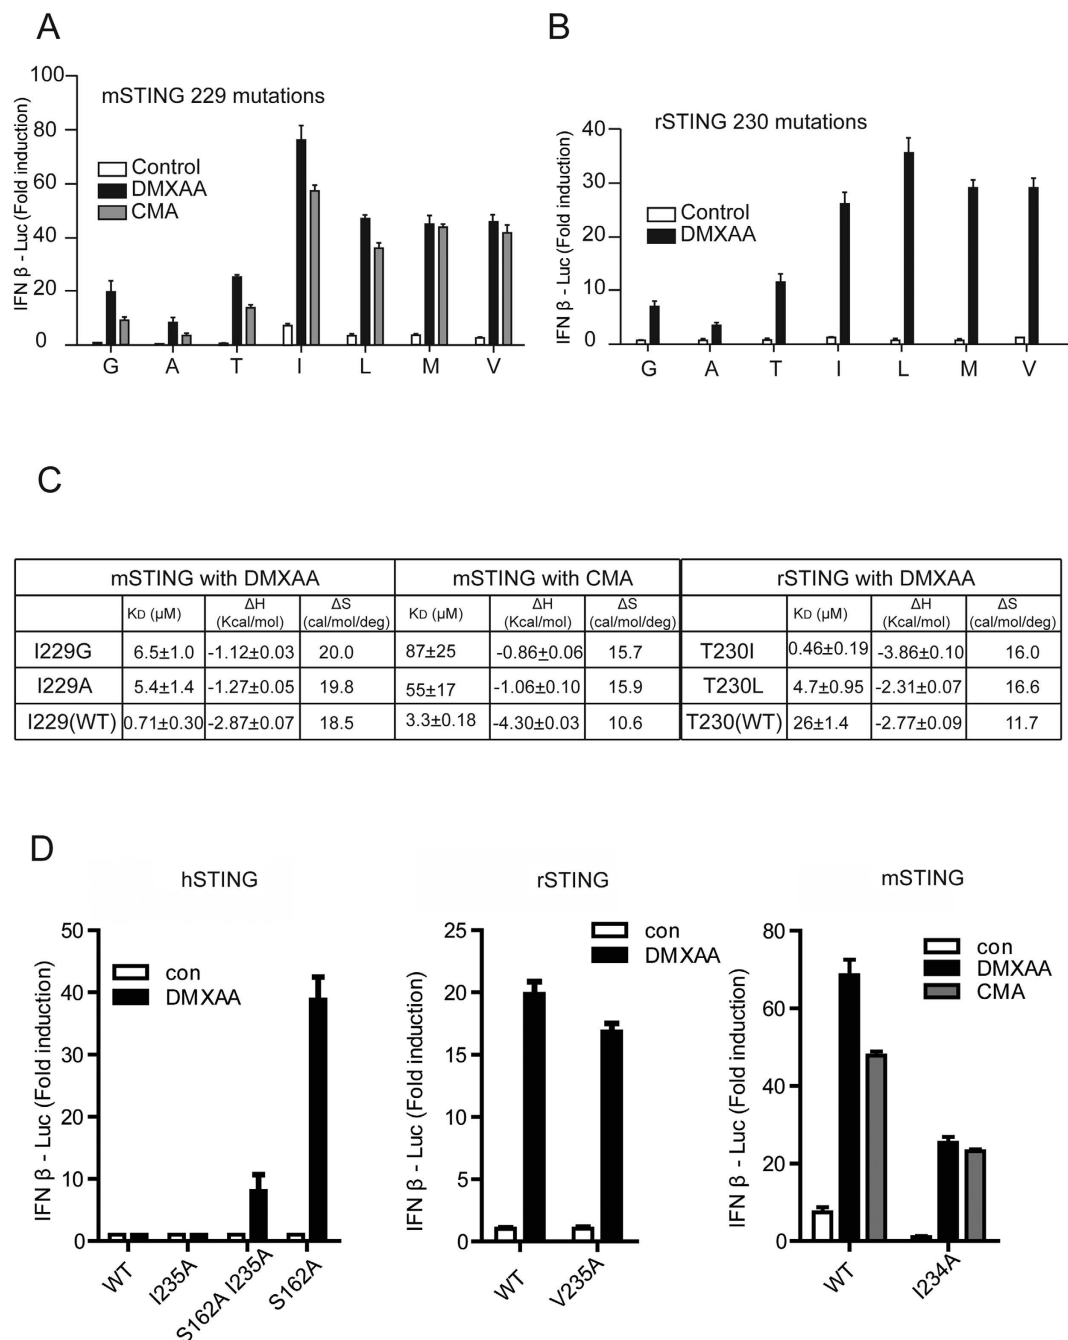 A
B
100
80
60
40
20
0
IFN β - Luc (Fold induction)
mSTING 229 mutations
Control
DMXAA
CMA
G A T I L M V
40
30
20
10
0
IFN β - Luc (Fold induction)
rSTING 230 mutations
Control
DMXAA
G A T I L M V
C
mSTING with DMXAA mSTING with CMA rSTING with DMXAA
KD (µM) ΔH (Kcal/mol) ΔS (cal/mol/deg) KD (µM) ΔH (Kcal/mol) ΔS (cal/mol/deg) KD (µM) ΔH (Kcal/mol) ΔS (cal/mol/deg)
I229G 6.5±1.0 -1.12±0.03 20.0 87±25 -0.86±0.06 15.7 T230I 0.46±0.19 -3.86±0.10 16.0
I229A 5.4±1.4 -1.27±0.05 19.8 55±17 -1.06±0.10 15.9 T230L 4.7±0.95 -2.31±0.07 16.6
I229(WT) 0.71±0.30 -2.87±0.07 18.5 3.3±0.18 -4.30±0.03 10.6 T230(WT) 26±1.4 -2.77±0.09 11.7
D
hSTING
50
40
30
20
10
0
IFN β - Luc (Fold induction)
con
DMXAA
WT I235A S162A I235A S162A
rSTING
25
20
15
10
5
0
IFN β - Luc (Fold induction)
con
DMXAA
WT V235A
mSTING
80
60
40
20
0
IFN β - Luc (Fold induction)
con
DMXAA
CMA
WT I234A